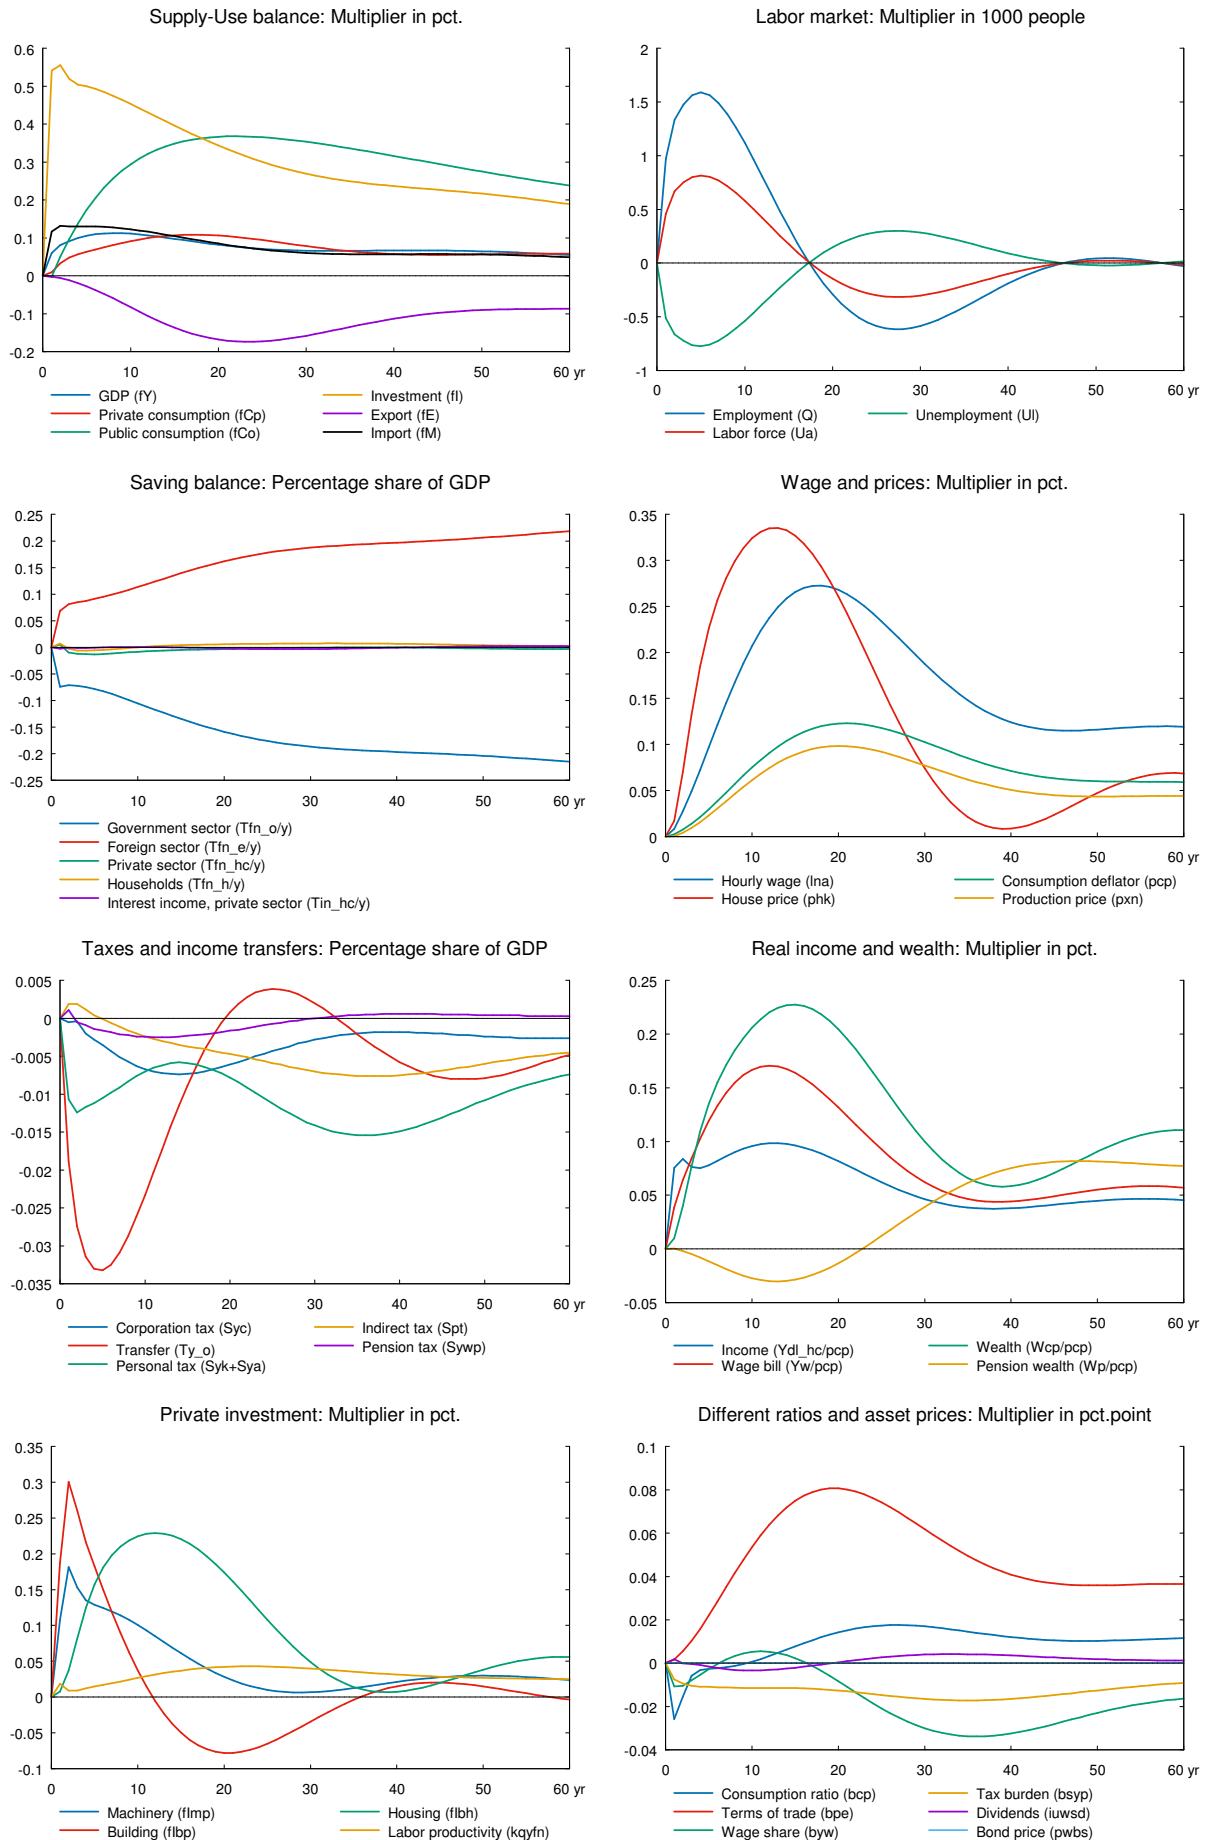 Supply-Use balance: Multiplier in pct.
0.6
0.5
0.4
0.3
0.2
0.1
0
-0.1
-0.2
0 10 20 30 40 50 60 yr
GDP (fY)
Private consumption (fCp)
Public consumption (fCo)
Investment (fI)
Export (fE)
Import (fM)
Labor market: Multiplier in 1000 people
2
1.5
1
0.5
0
-0.5
-1
0 10 20 30 40 50 60 yr
Employment (Q)
Labor force (Ua)
Unemployment (Ul)
Saving balance: Percentage share of GDP
0.25
0.2
0.15
0.1
0.05
0
-0.05
-0.1
-0.15
-0.2
-0.25
0 10 20 30 40 50 60 yr
Government sector (Tfn_o/y)
Foreign sector (Tfn_e/y)
Private sector (Tfn_hc/y)
Households (Tfn_h/y)
Interest income, private sector (Tin_hc/y)
Wage and prices: Multiplier in pct.
0.35
0.3
0.25
0.2
0.15
0.1
0.05
0
0 10 20 30 40 50 60 yr
Hourly wage (lna)
House price (phk)
Consumption deflator (pcp)
Production price (pxn)
Taxes and income transfers: Percentage share of GDP
0.005
0
-0.005
-0.01
-0.015
-0.02
-0.025
-0.03
-0.035
0 10 20 30 40 50 60 yr
Corporation tax (Syc)
Transfer (Ty_o)
Personal tax (Syk+Sya)
Indirect tax (Spt)
Pension tax (Sywp)
Real income and wealth: Multiplier in pct.
0.25
0.2
0.15
0.1
0.05
0
-0.05
0 10 20 30 40 50 60 yr
Income (Ydl_hc/pcp)
Wage bill (Yw/pcp)
Wealth (Wcp/pcp)
Pension wealth (Wp/pcp)
Private investment: Multiplier in pct.
0.35
0.3
0.25
0.2
0.15
0.1
0.05
0
-0.05
-0.1
0 10 20 30 40 50 60 yr
Machinery (fImp)
Building (fIbp)
Housing (fIbh)
Labor productivity (kqyfn)
Different ratios and asset prices: Multiplier in pct.point
0.1
0.08
0.06
0.04
0.02
0
-0.02
-0.04
0 10 20 30 40 50 60 yr
Consumption ratio (bcp)
Terms of trade (bpe)
Wage share (byw)
Tax burden (bsyp)
Dividends (iuwsd)
Bond price (pwbs)